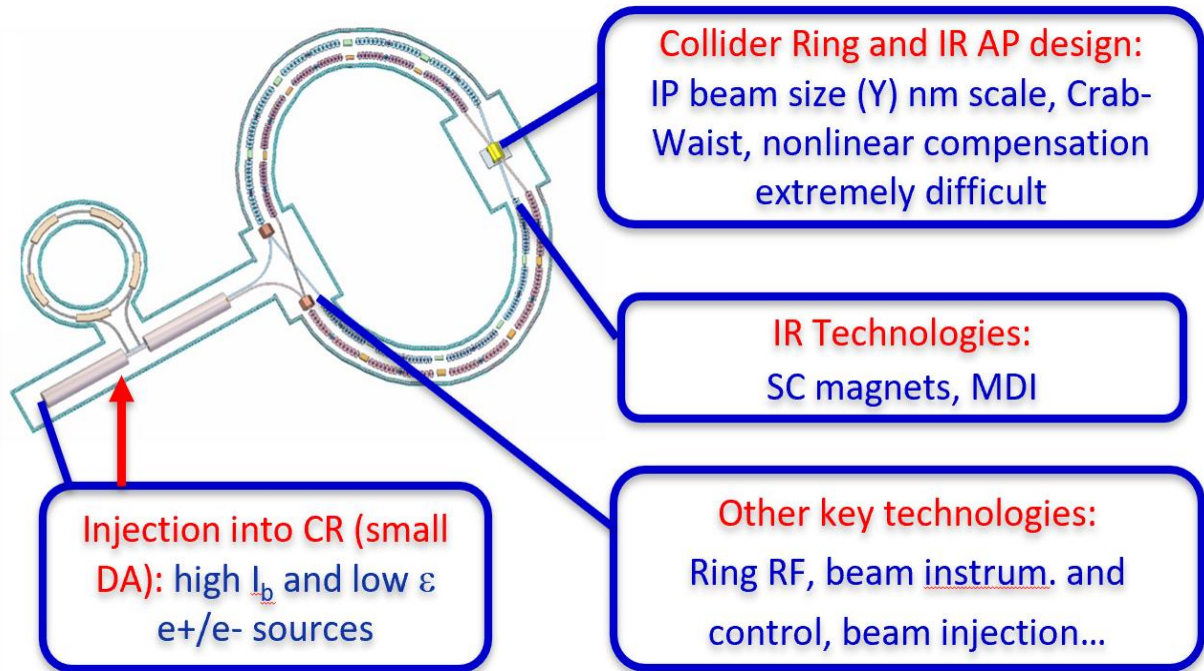 Collider Ring and IR AP design:
IP beam size (Y) nm scale, Crab-
Waist, nonlinear compensation
extremely difficult
IR Technologies:
SC magnets, MDI
Other key technologies:
Ring RF, beam instrum. and
control, beam injection...
Injection into CR (small
DA): high I_b and low ε
e+/e- sources